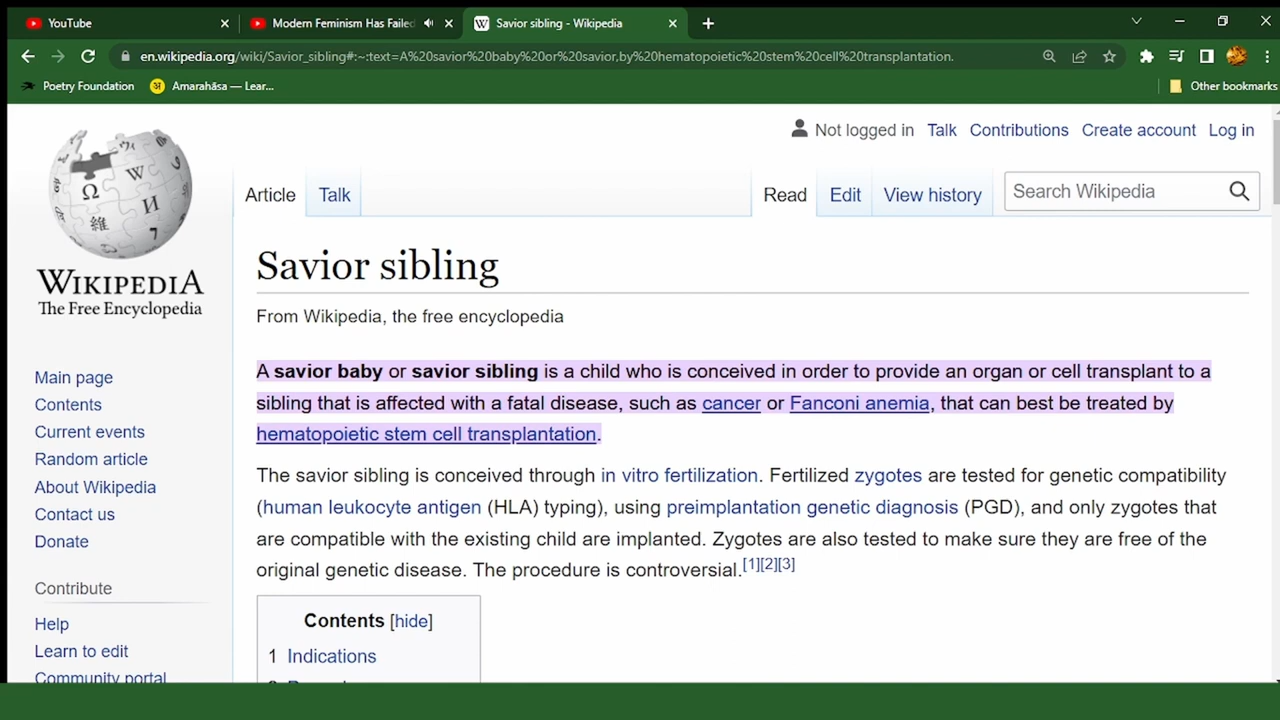 YouTube
Modern Feminism Has Failed
Savior sibling - Wikipedia
en.wikipedia.org/wiki/Savior_sibling#:~:text=A%20savior%20baby%20or%20savior,by%20hematopoietic%20stem%20cell%20transplantation.
Poetry Foundation
Amarahāsa — Lear...
Other bookmarks
Not logged in Talk Contributions Create account Log in
Article Talk Read Edit View history Search Wikipedia
WIKIPEDIA
The Free Encyclopedia
Main page
Contents
Current events
Random article
About Wikipedia
Contact us
Donate
Contribute
Help
Learn to edit
Community portal
Savior sibling
From Wikipedia, the free encyclopedia
A savior baby or savior sibling is a child who is conceived in order to provide an organ or cell transplant to a
sibling that is affected with a fatal disease, such as cancer or Fanconi anemia, that can best be treated by
hematopoietic stem cell transplantation.
The savior sibling is conceived through in vitro fertilization. Fertilized zygotes are tested for genetic compatibility
(human leukocyte antigen (HLA) typing), using preimplantation genetic diagnosis (PGD), and only zygotes that
are compatible with the existing child are implanted. Zygotes are also tested to make sure they are free of the
original genetic disease. The procedure is controversial.[1][2][3]
Contents [hide]
1 Indications